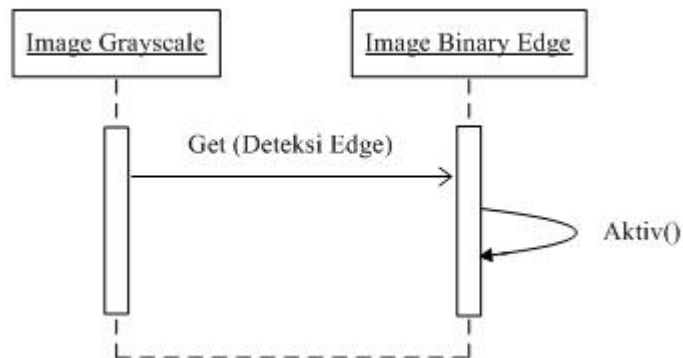 Image Grayscale
Image Binary Edge
Get (Deteksi Edge)
Aktiv()